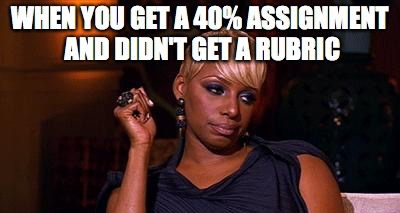 WHEN YOU GET A 40% ASSIGNMENT
AND DIDN'T GET A RUBRIC